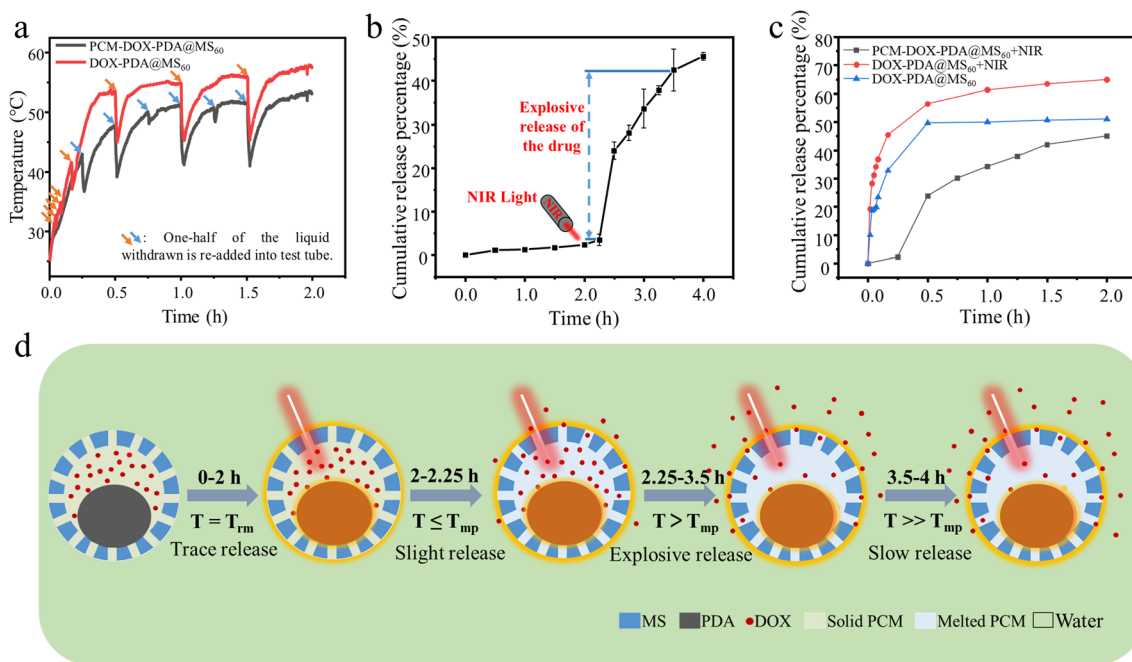 a
Temperature (°C)
60
50
40
30
PCM-DOX-PDA@MS60
DOX-PDA@MS60
: One-half of the liquid
withdrawn is re-added into test tube.
0.0
0.5
1.0
1.5
2.0
Time (h)
b
Cumulative release percentage (%)
50
40
30
20
10
0
Explosive
release of
the drug
NIR Light
NIR
0.0
1.0
2.0
3.0
4.0
Time (h)
c
Cumulative release percentage (%)
80
70
60
50
40
30
20
10
0
PCM-DOX-PDA@MS60+NIR
DOX-PDA@MS60+NIR
DOX-PDA@MS60
0.0
0.5
1.0
1.5
2.0
Time (h)
d
0-2 h
T = Trm
Trace release
2-2.25 h
T ≤ Tmp
Slight release
2.25-3.5 h
T > Tmp
Explosive release
3.5-4 h
T >> Tmp
Slow release
MS PDA DOX Solid PCM Melted PCM Water